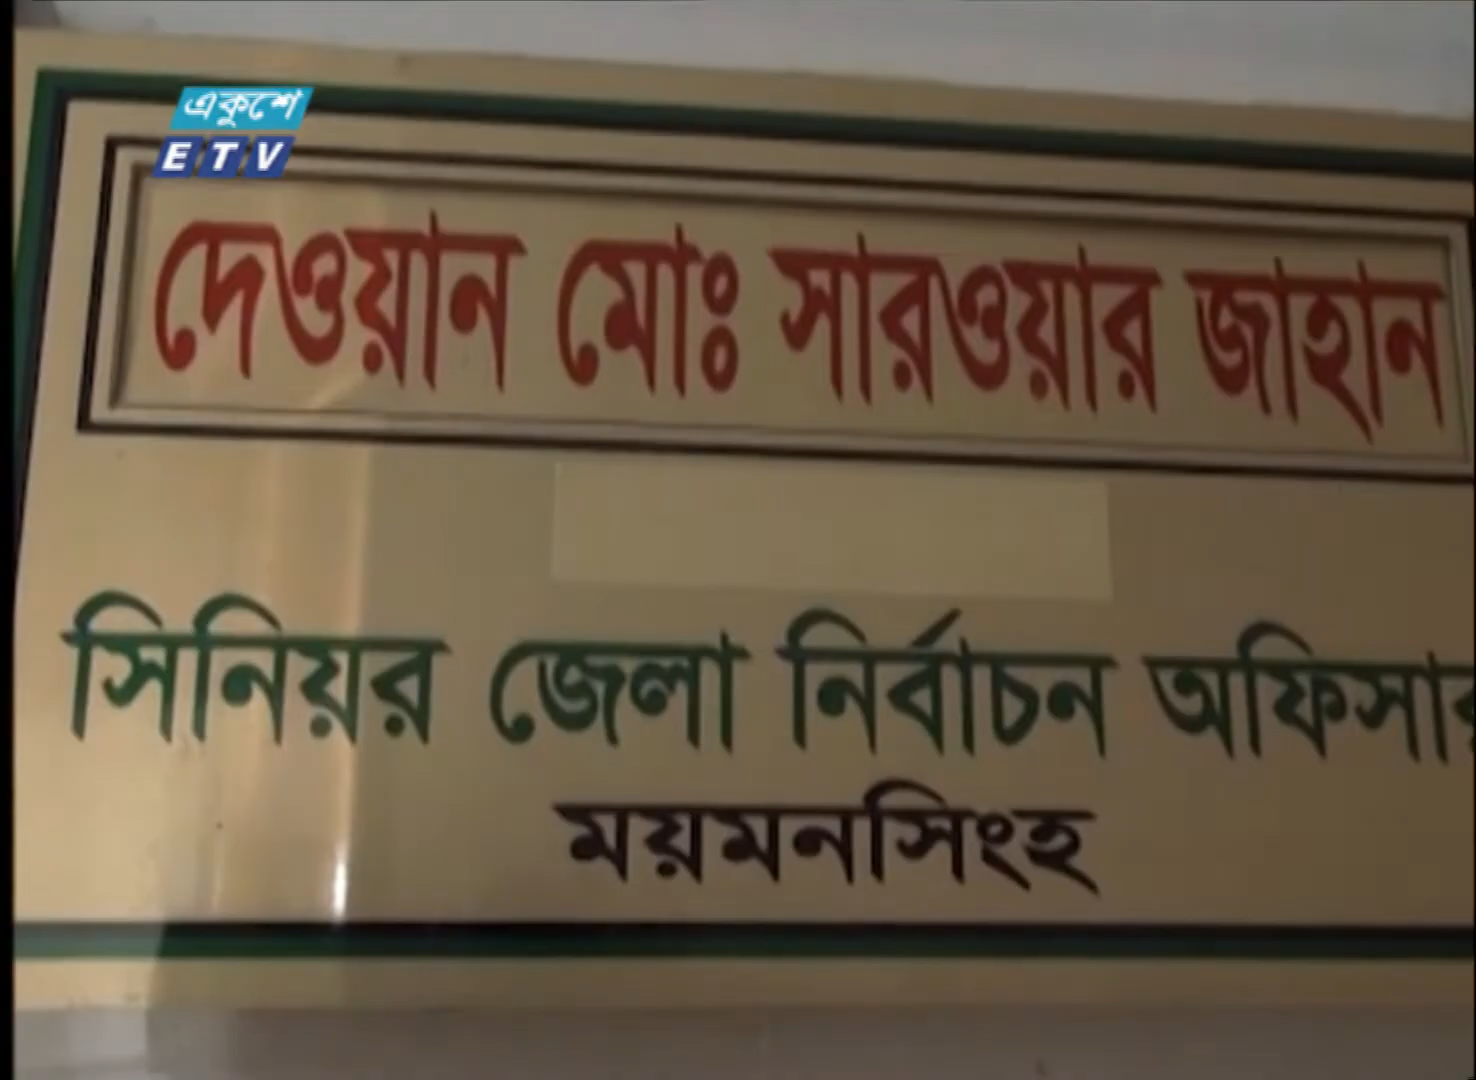 একুশে
ETV
দেওয়ান মোঃ সারওয়ার জাহান
সিনিয়র জেলা নির্বাচন অফিসার
ময়মনসিংহ